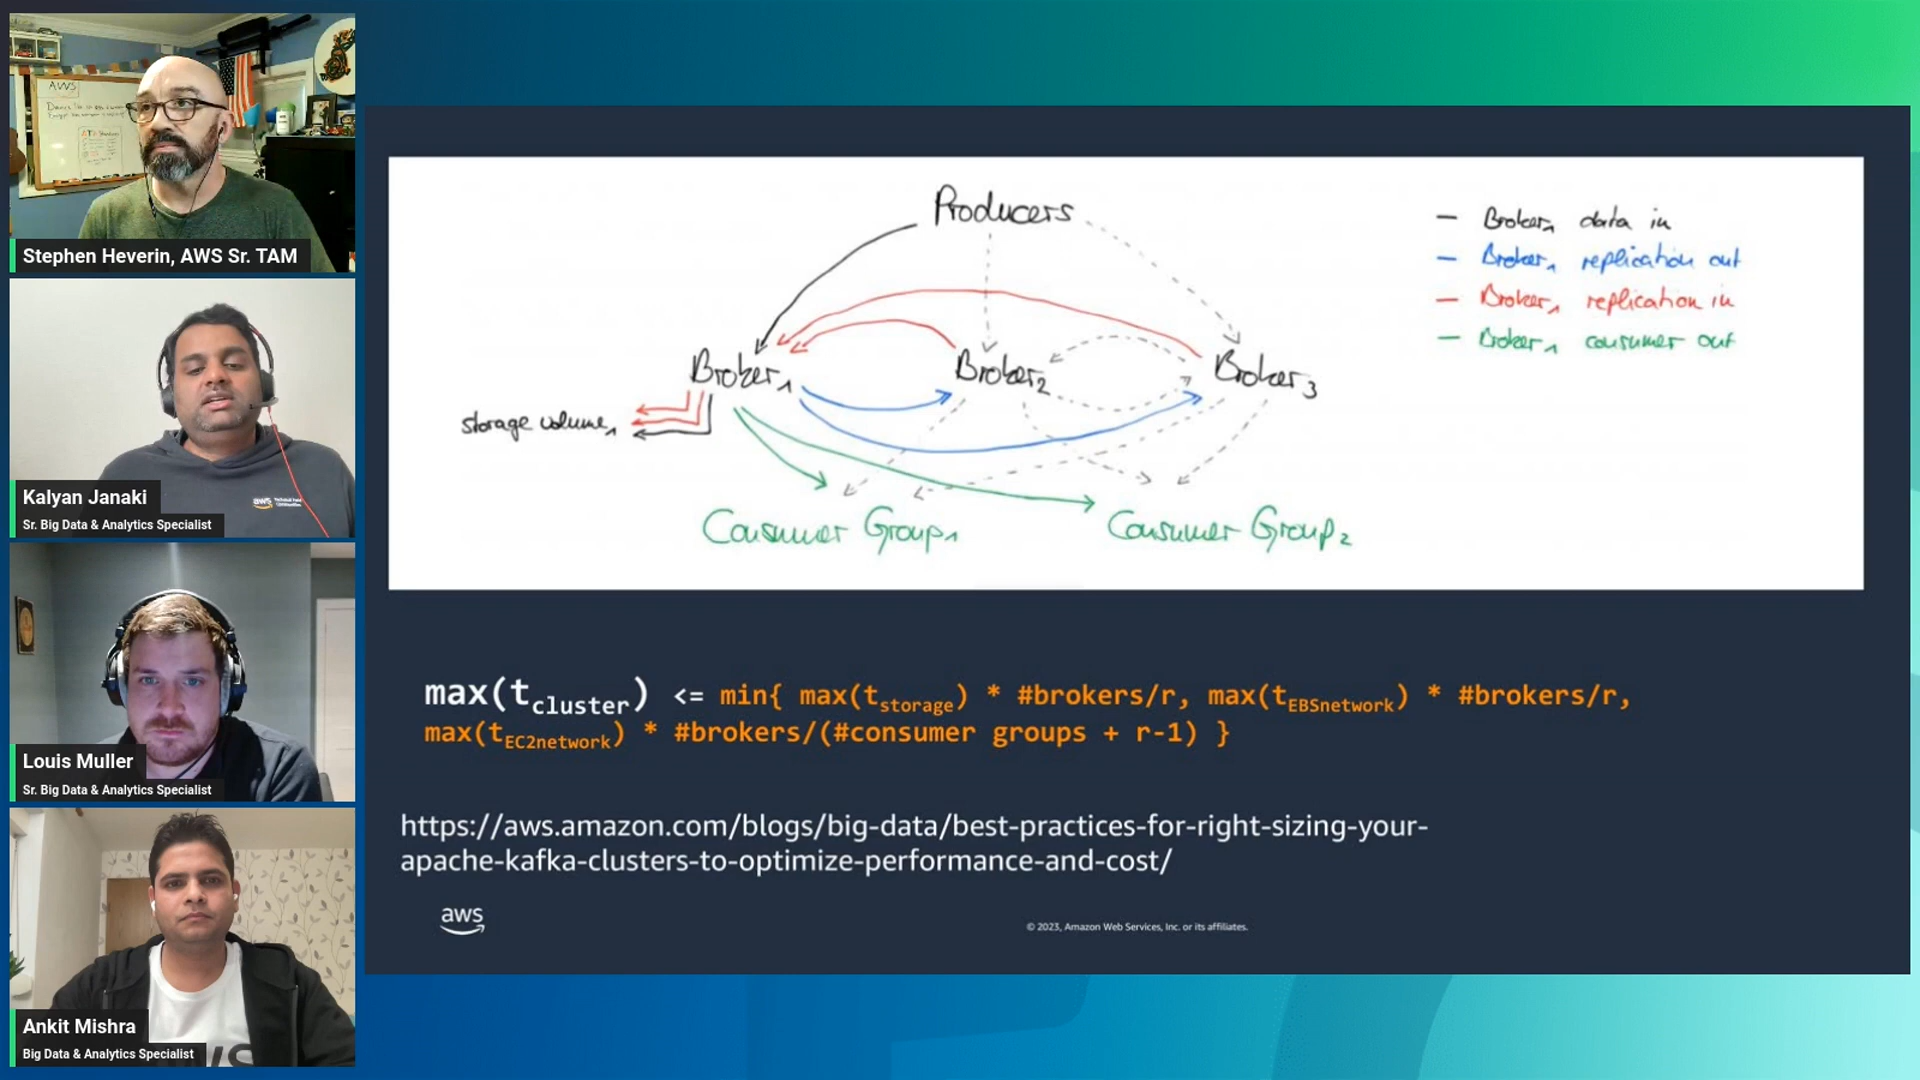 AWS
Stephen Heverin, AWS Sr. TAM
aws
Kalyan Janaki
Sr. Big Data & Analytics Specialist
Louis Muller
Sr. Big Data & Analytics Specialist
Ankit Mishra
Big Data & Analytics Specialist
Producers
Broker1
Broker2
Broker3
storage volume1
Consumer Group1
Consumer Group2
— Broker1 data in
— Broker1 replication out
— Broker1 replication in
— Broker1 consumer out
max(tcluster) <= min{ max(tstorage) * #brokers/r, max(tEBSnetwork) * #brokers/r,
max(tEC2network) * #brokers/(#consumer groups + r-1) }
https://aws.amazon.com/blogs/big-data/best-practices-for-right-sizing-your-
apache-kafka-clusters-to-optimize-performance-and-cost/
aws
© 2023, Amazon Web Services, Inc. or its affiliates.